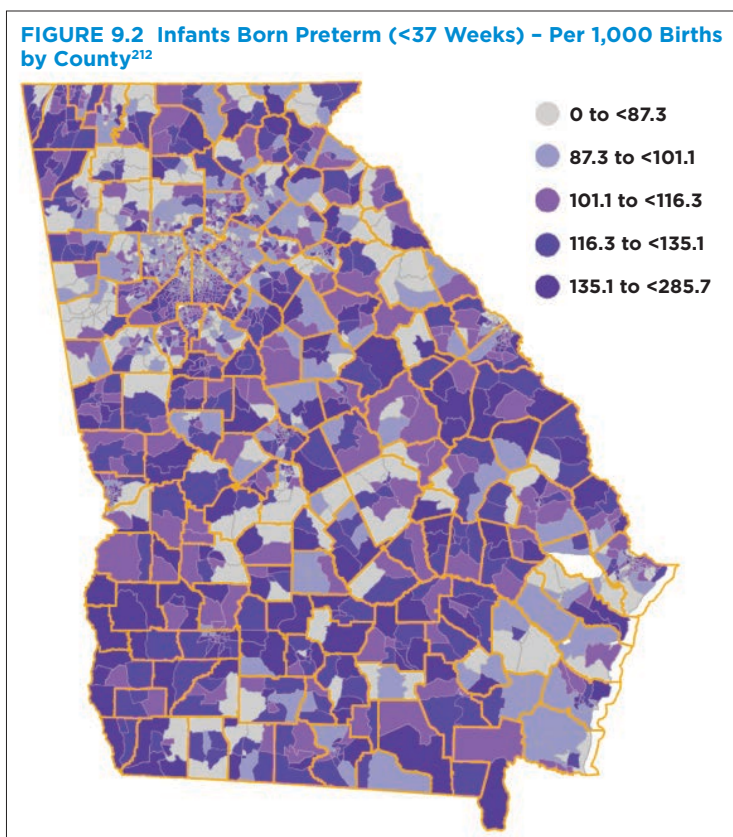 FIGURE 9.2 Infants Born Preterm (<37 Weeks) – Per 1,000 Births
by County²¹²
0 to <87.3
87.3 to <101.1
101.1 to <116.3
116.3 to <135.1
135.1 to <285.7